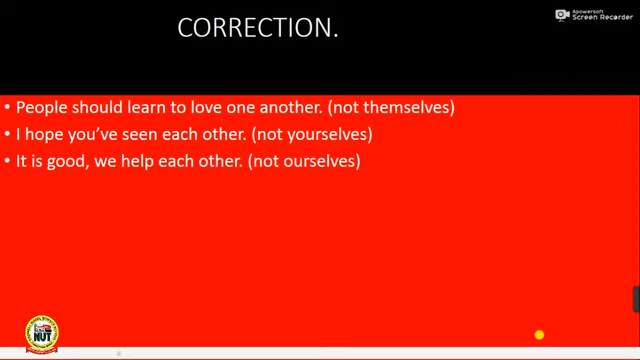 CORRECTION.
Apowersoft
Screen Recorder
• People should learn to love one another. (not themselves)
• I hope you've seen each other. (not yourselves)
• It is good, we help each other. (not ourselves)
NUT